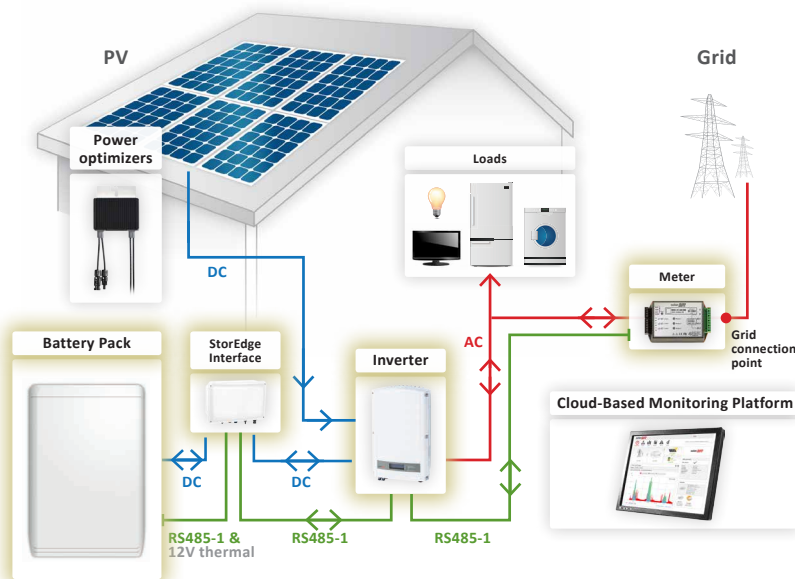 PV
Grid
Power
optimizers
Loads
DC
Meter
Battery Pack
StorEdge
Interface
Inverter
AC
Grid
connection
point
Cloud-Based Monitoring Platform
DC
DC
RS485-1 &
12V thermal
RS485-1
RS485-1